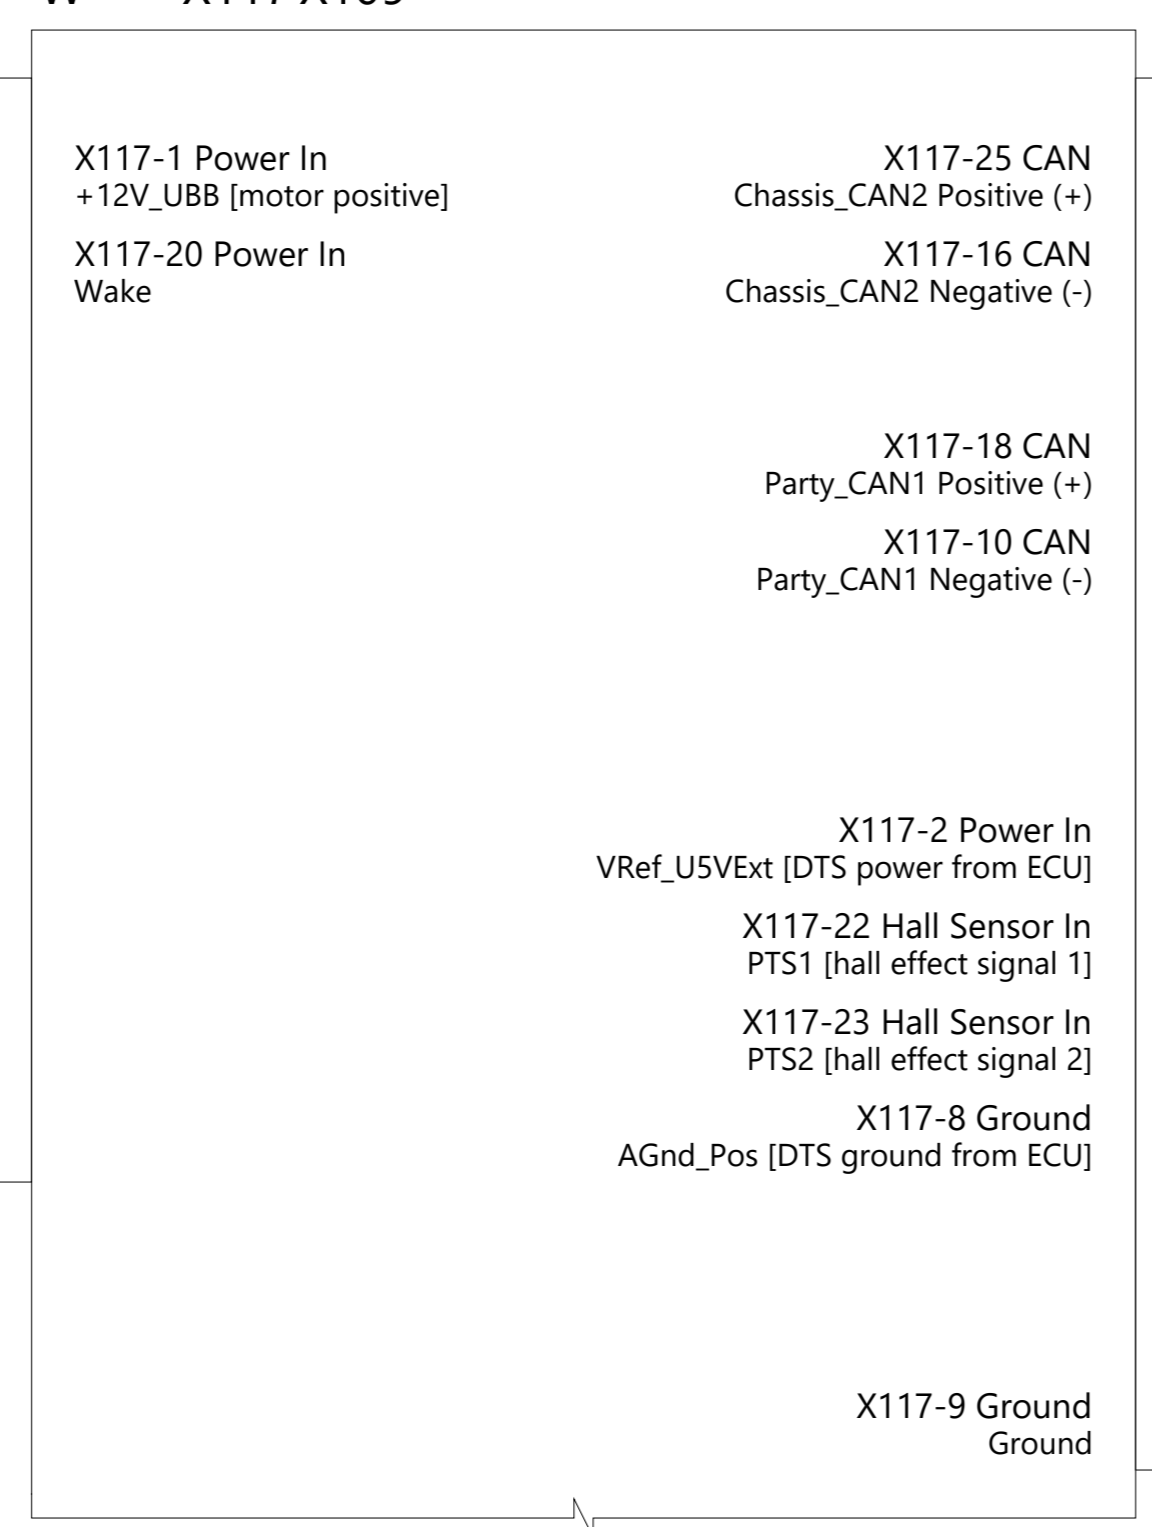 X117-1 Power In
+12V_UBB [motor positive]
X117-20 Power In
Wake
X117-25 CAN
Chassis_CAN2 Positive (+)
X117-16 CAN
Chassis_CAN2 Negative (-)
X117-18 CAN
Party_CAN1 Positive (+)
X117-10 CAN
Party_CAN1 Negative (-)
X117-2 Power In
VRef_U5VExt [DTS power from ECU]
X117-22 Hall Sensor In
PTS1 [hall effect signal 1]
X117-23 Hall Sensor In
PTS2 [hall effect signal 2]
X117-8 Ground
AGnd_Pos [DTS ground from ECU]
X117-9 Ground
Ground